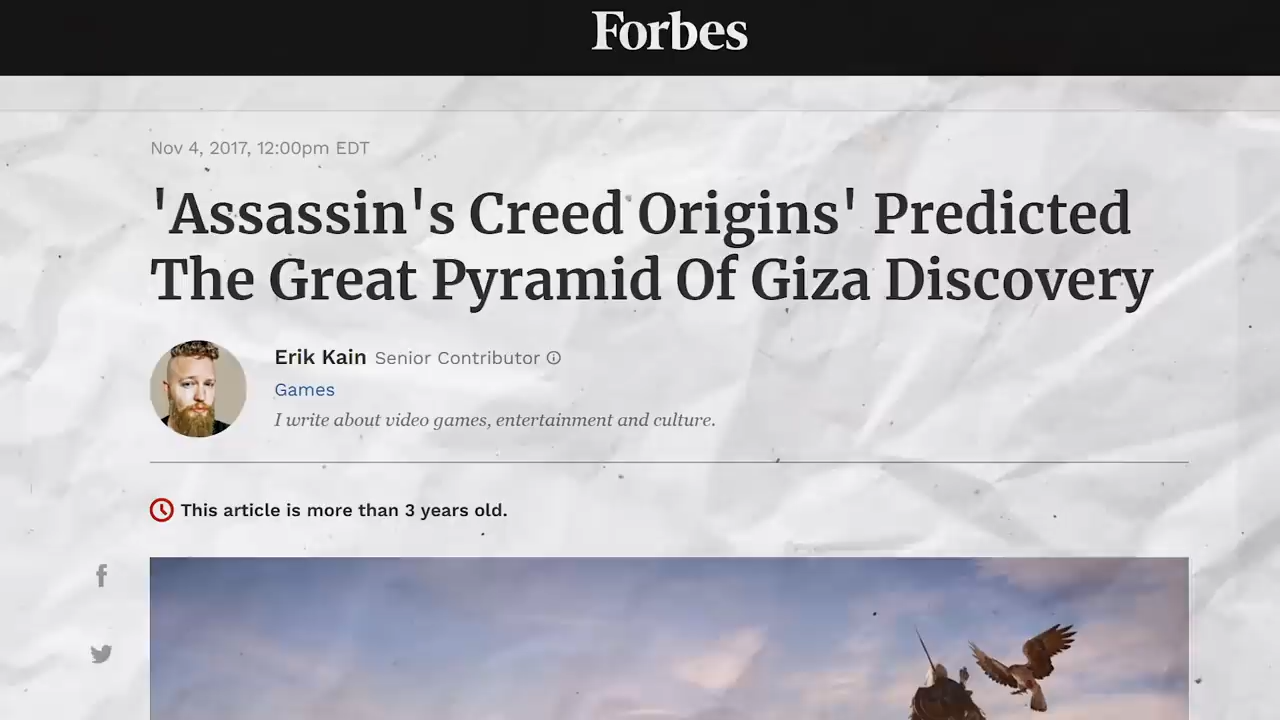 Forbes
Nov 4, 2017, 12:00pm EDT
'Assassin's Creed Origins' Predicted
The Great Pyramid Of Giza Discovery
Erik Kain Senior Contributor
Games
I write about video games, entertainment and culture.
This article is more than 3 years old.